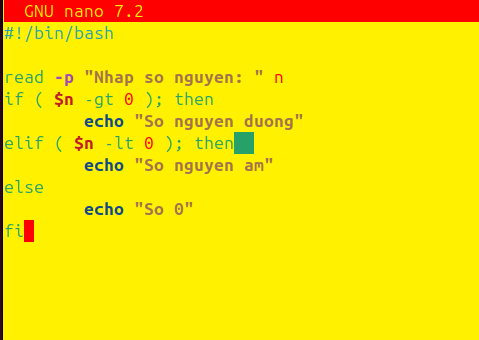 GNU nano 7.2
#!/bin/bash
read -p "Nhap so nguyen: " n
if ( $n -gt 0 ); then
echo "So nguyen duong"
elif ( $n -lt 0 ); then
echo "So nguyen am"
else
echo "So 0"
fi